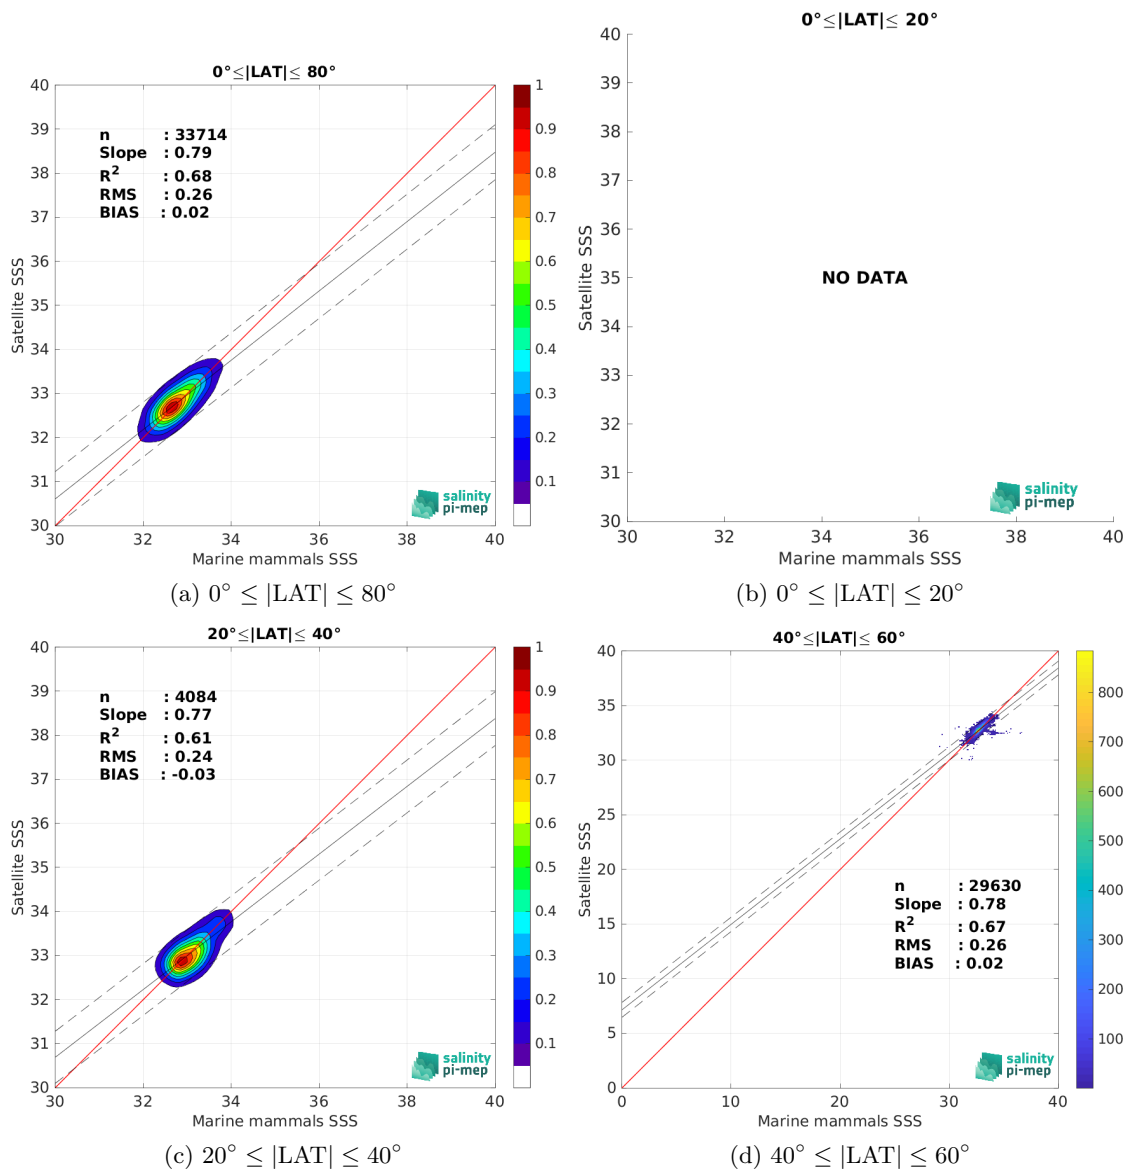 0°≤|LAT|≤ 80°
40
39
38
37
36
35
34
33
32
31
30
Satellite SSS
n : 33714
Slope : 0.79
R² : 0.68
RMS : 0.26
BIAS : 0.02
salinity
pi-mep
30 32 34 36 38 40
Marine mammals SSS
1
0.9
0.8
0.7
0.6
0.5
0.4
0.3
0.2
0.1
(a) 0° ≤ |LAT| ≤ 80°
0°≤|LAT|≤ 20°
40
39
38
37
36
35
34
33
32
31
30
Satellite SSS
NO DATA
salinity
pi-mep
30 32 34 36 38 40
Marine mammals SSS
(b) 0° ≤ |LAT| ≤ 20°
20°≤|LAT|≤ 40°
40
39
38
37
36
35
34
33
32
31
30
Satellite SSS
n : 4084
Slope : 0.77
R² : 0.61
RMS : 0.24
BIAS : -0.03
salinity
pi-mep
30 32 34 36 38 40
Marine mammals SSS
1
0.9
0.8
0.7
0.6
0.5
0.4
0.3
0.2
0.1
(c) 20° ≤ |LAT| ≤ 40°
40°≤|LAT|≤ 60°
40
35
30
25
20
15
10
5
0
Satellite SSS
n : 29630
Slope : 0.78
R² : 0.67
RMS : 0.26
BIAS : 0.02
salinity
pi-mep
0 10 20 30 40
Marine mammals SSS
800
700
600
500
400
300
200
100
(d) 40° ≤ |LAT| ≤ 60°